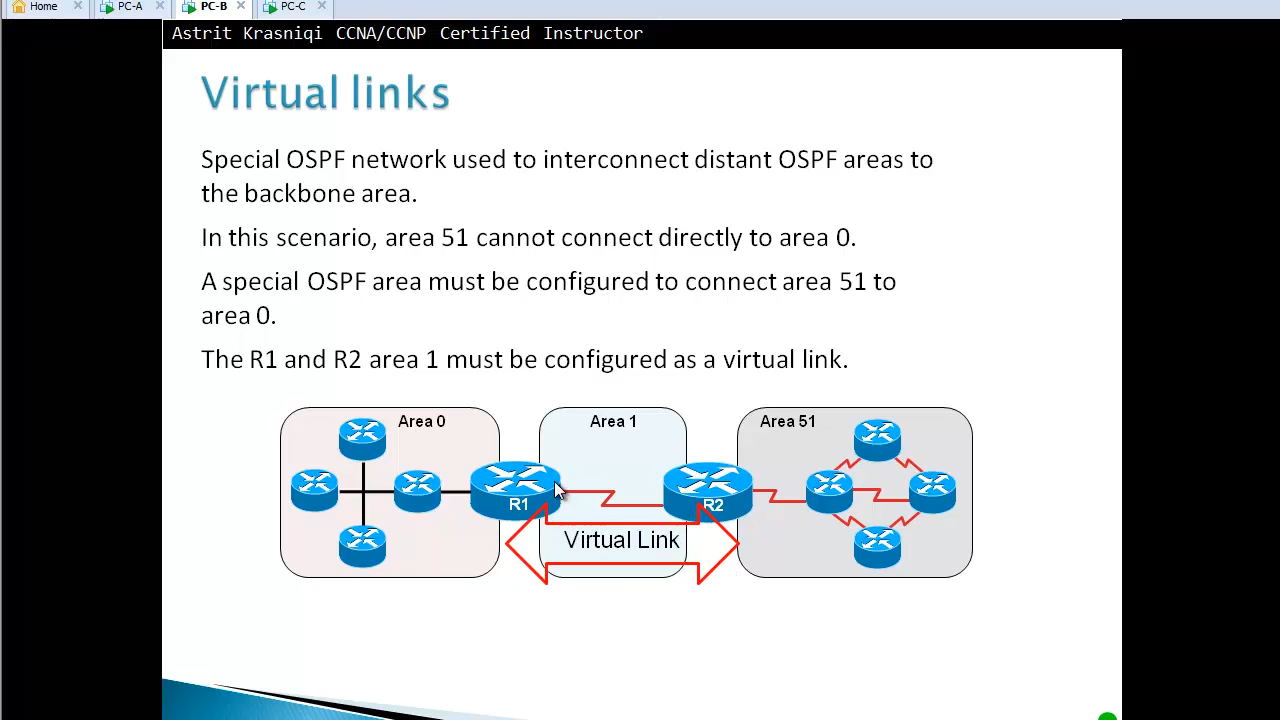 Home
PC-A
PC-B
PC-C
Astrit Krasniqi CCNA/CCNP Certified Instructor
Virtual links
Special OSPF network used to interconnect distant OSPF areas to
the backbone area.
In this scenario, area 51 cannot connect directly to area 0.
A special OSPF area must be configured to connect area 51 to
area 0.
The R1 and R2 area 1 must be configured as a virtual link.
Area 0
Area 1
Area 51
R1
R2
Virtual Link